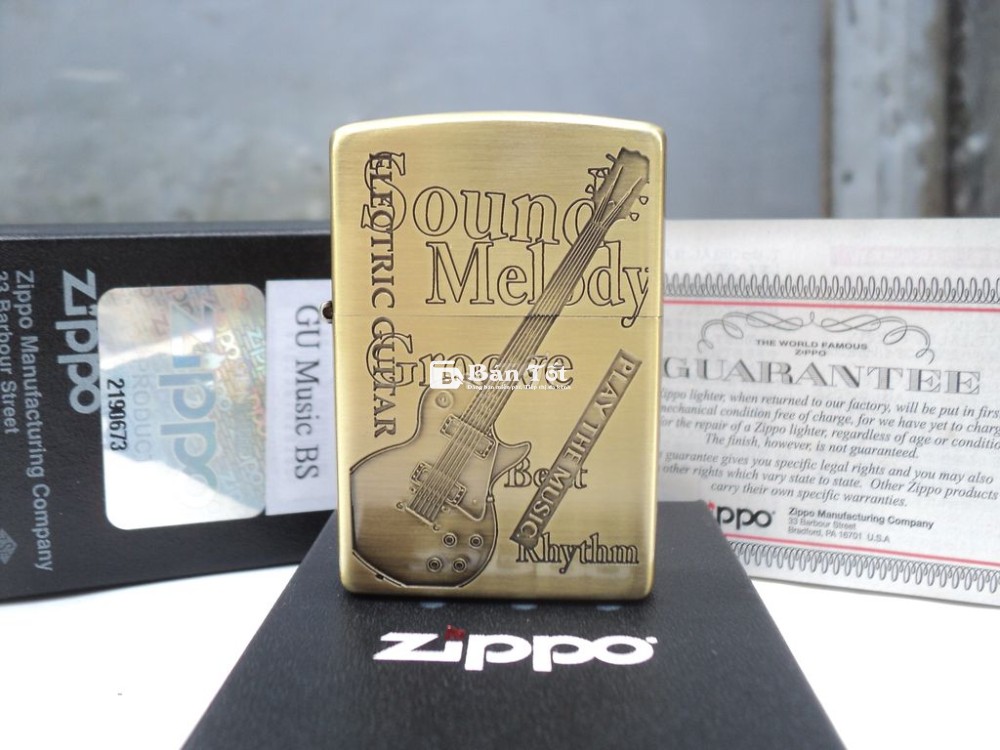 ELECTRIC GUITAR
Sound
Melody
Groove
PLAY THE MUSIC
Beat
Rhythm
Bán Tốt
zippo
Zippo Manufacturing Company
33 Barbour Street
zippo
2190673
GU Music BS
THE WORLD FAMOUS
ZIPPO
GUARANTEE
Zippo lighter, when returned to our factory, will be put in first
mechanical condition free of charge, for we have yet to charge
for the repair of a Zippo lighter, regardless of age or condition.
The finish, however, is not guaranteed.
guarantee gives you specific legal rights and you may also
other rights which vary state to state. Other Zippo products
carry their own specific warranties.
zippo
Zippo Manufacturing Company
33 Barbour Street
Bradford, PA 16701 U.S.A
zippo